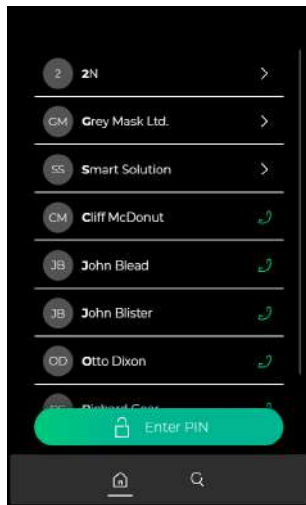 2 2N
GM Grey Mask Ltd.
SS Smart Solution
CM Cliff McDonut
JB John Blead
JB John Blister
OD Otto Dixon
Richard
Enter PIN